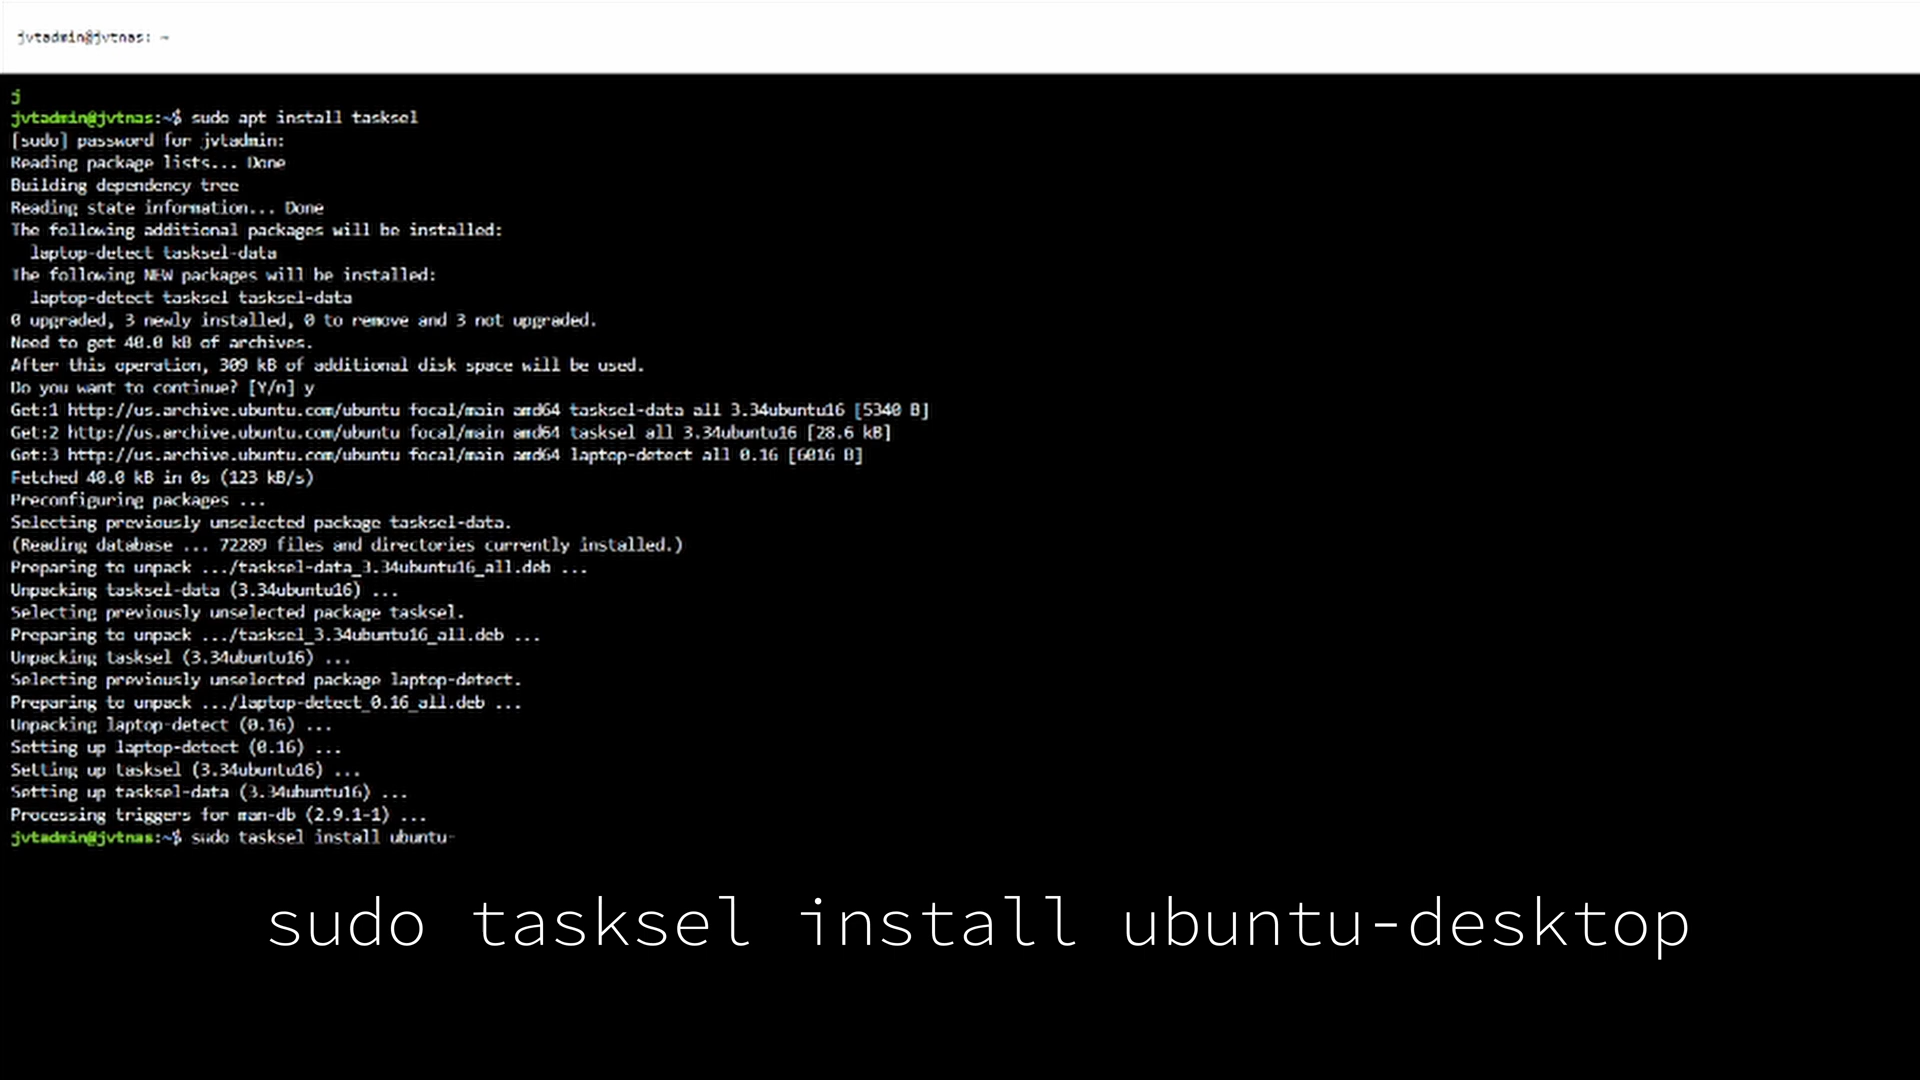 jvtadmin@jvtnas: ~
j
jvtadmin@jvtnas:~$ sudo apt install tasksel
[sudo] password for jvtadmin:
Reading package lists... Done
Building dependency tree
Reading state information... Done
The following additional packages will be installed:
laptop-detect tasksel-data
The following NEW packages will be installed:
laptop-detect tasksel tasksel-data
0 upgraded, 3 newly installed, 0 to remove and 3 not upgraded.
Need to get 40.0 kB of archives.
After this operation, 309 kB of additional disk space will be used.
Do you want to continue? [Y/n] y
Get:1 http://us.archive.ubuntu.com/ubuntu focal/main amd64 tasksel-data all 3.34ubuntu16 [5340 B]
Get:2 http://us.archive.ubuntu.com/ubuntu focal/main amd64 tasksel all 3.34ubuntu16 [28.6 kB]
Get:3 http://us.archive.ubuntu.com/ubuntu focal/main amd64 laptop-detect all 0.16 [6016 B]
Fetched 40.0 kB in 0s (123 kB/s)
Preconfiguring packages ...
Selecting previously unselected package tasksel-data.
(Reading database ... 72289 files and directories currently installed.)
Preparing to unpack .../tasksel-data_3.34ubuntu16_all.deb ...
Unpacking tasksel-data (3.34ubuntu16) ...
Selecting previously unselected package tasksel.
Preparing to unpack .../tasksel_3.34ubuntu16_all.deb ...
Unpacking tasksel (3.34ubuntu16) ...
Selecting previously unselected package laptop-detect.
Preparing to unpack .../laptop-detect_0.16_all.deb ...
Unpacking laptop-detect (0.16) ...
Setting up laptop-detect (0.16) ...
Setting up tasksel (3.34ubuntu16) ...
Setting up tasksel-data (3.34ubuntu16) ...
Processing triggers for man-db (2.9.1-1) ...
jvtadmin@jvtnas:~$ sudo tasksel install ubuntu-
sudo tasksel install ubuntu-desktop